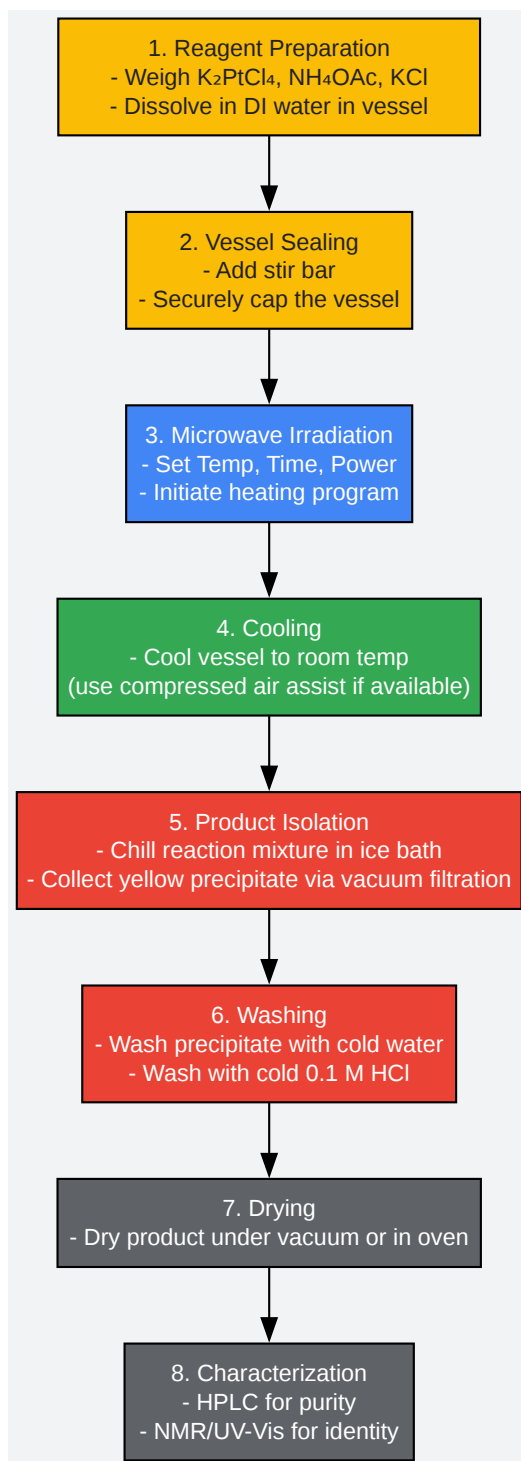 1. Reagent Preparation
- Weigh K₂PtCl₄, NH₄OAc, KCl
- Dissolve in DI water in vessel
2. Vessel Sealing
- Add stir bar
- Securely cap the vessel
3. Microwave Irradiation
- Set Temp, Time, Power
- Initiate heating program
4. Cooling
- Cool vessel to room temp
(use compressed air assist if available)
5. Product Isolation
- Chill reaction mixture in ice bath
- Collect yellow precipitate via vacuum filtration
6. Washing
- Wash precipitate with cold water
- Wash with cold 0.1 M HCl
7. Drying
- Dry product under vacuum or in oven
8. Characterization
- HPLC for purity
- NMR/UV-Vis for identity